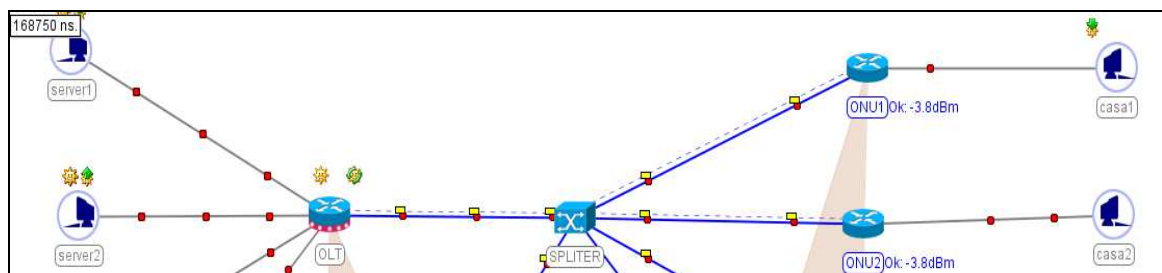 168750 ns.
server1
ONU1 Ok: -3.8dBm
casa1
server2
OLT
SPLITER
ONU2 Ok: -3.8dBm
casa2